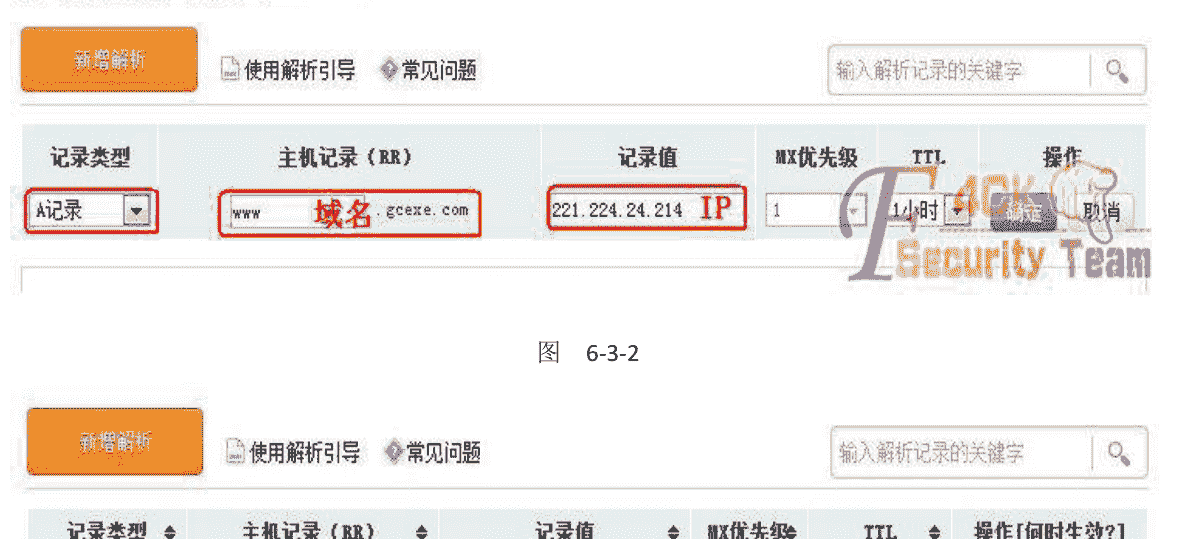 新增解析 使用解析引导 常见问题 输入解析记录的关键字
记录类型 主机记录（RR） 记录值 MX优先级 TTL 操作
A记录 www 域名 .gcexe.com 221.224.24.214 IP 1 1小时 确定 取消
F4CK
Security Team
图 6-3-2
新增解析 使用解析引导 常见问题 输入解析记录的关键字
记录类型 主机记录（RR） 记录值 MX优先级 TTL 操作[何时生效?]